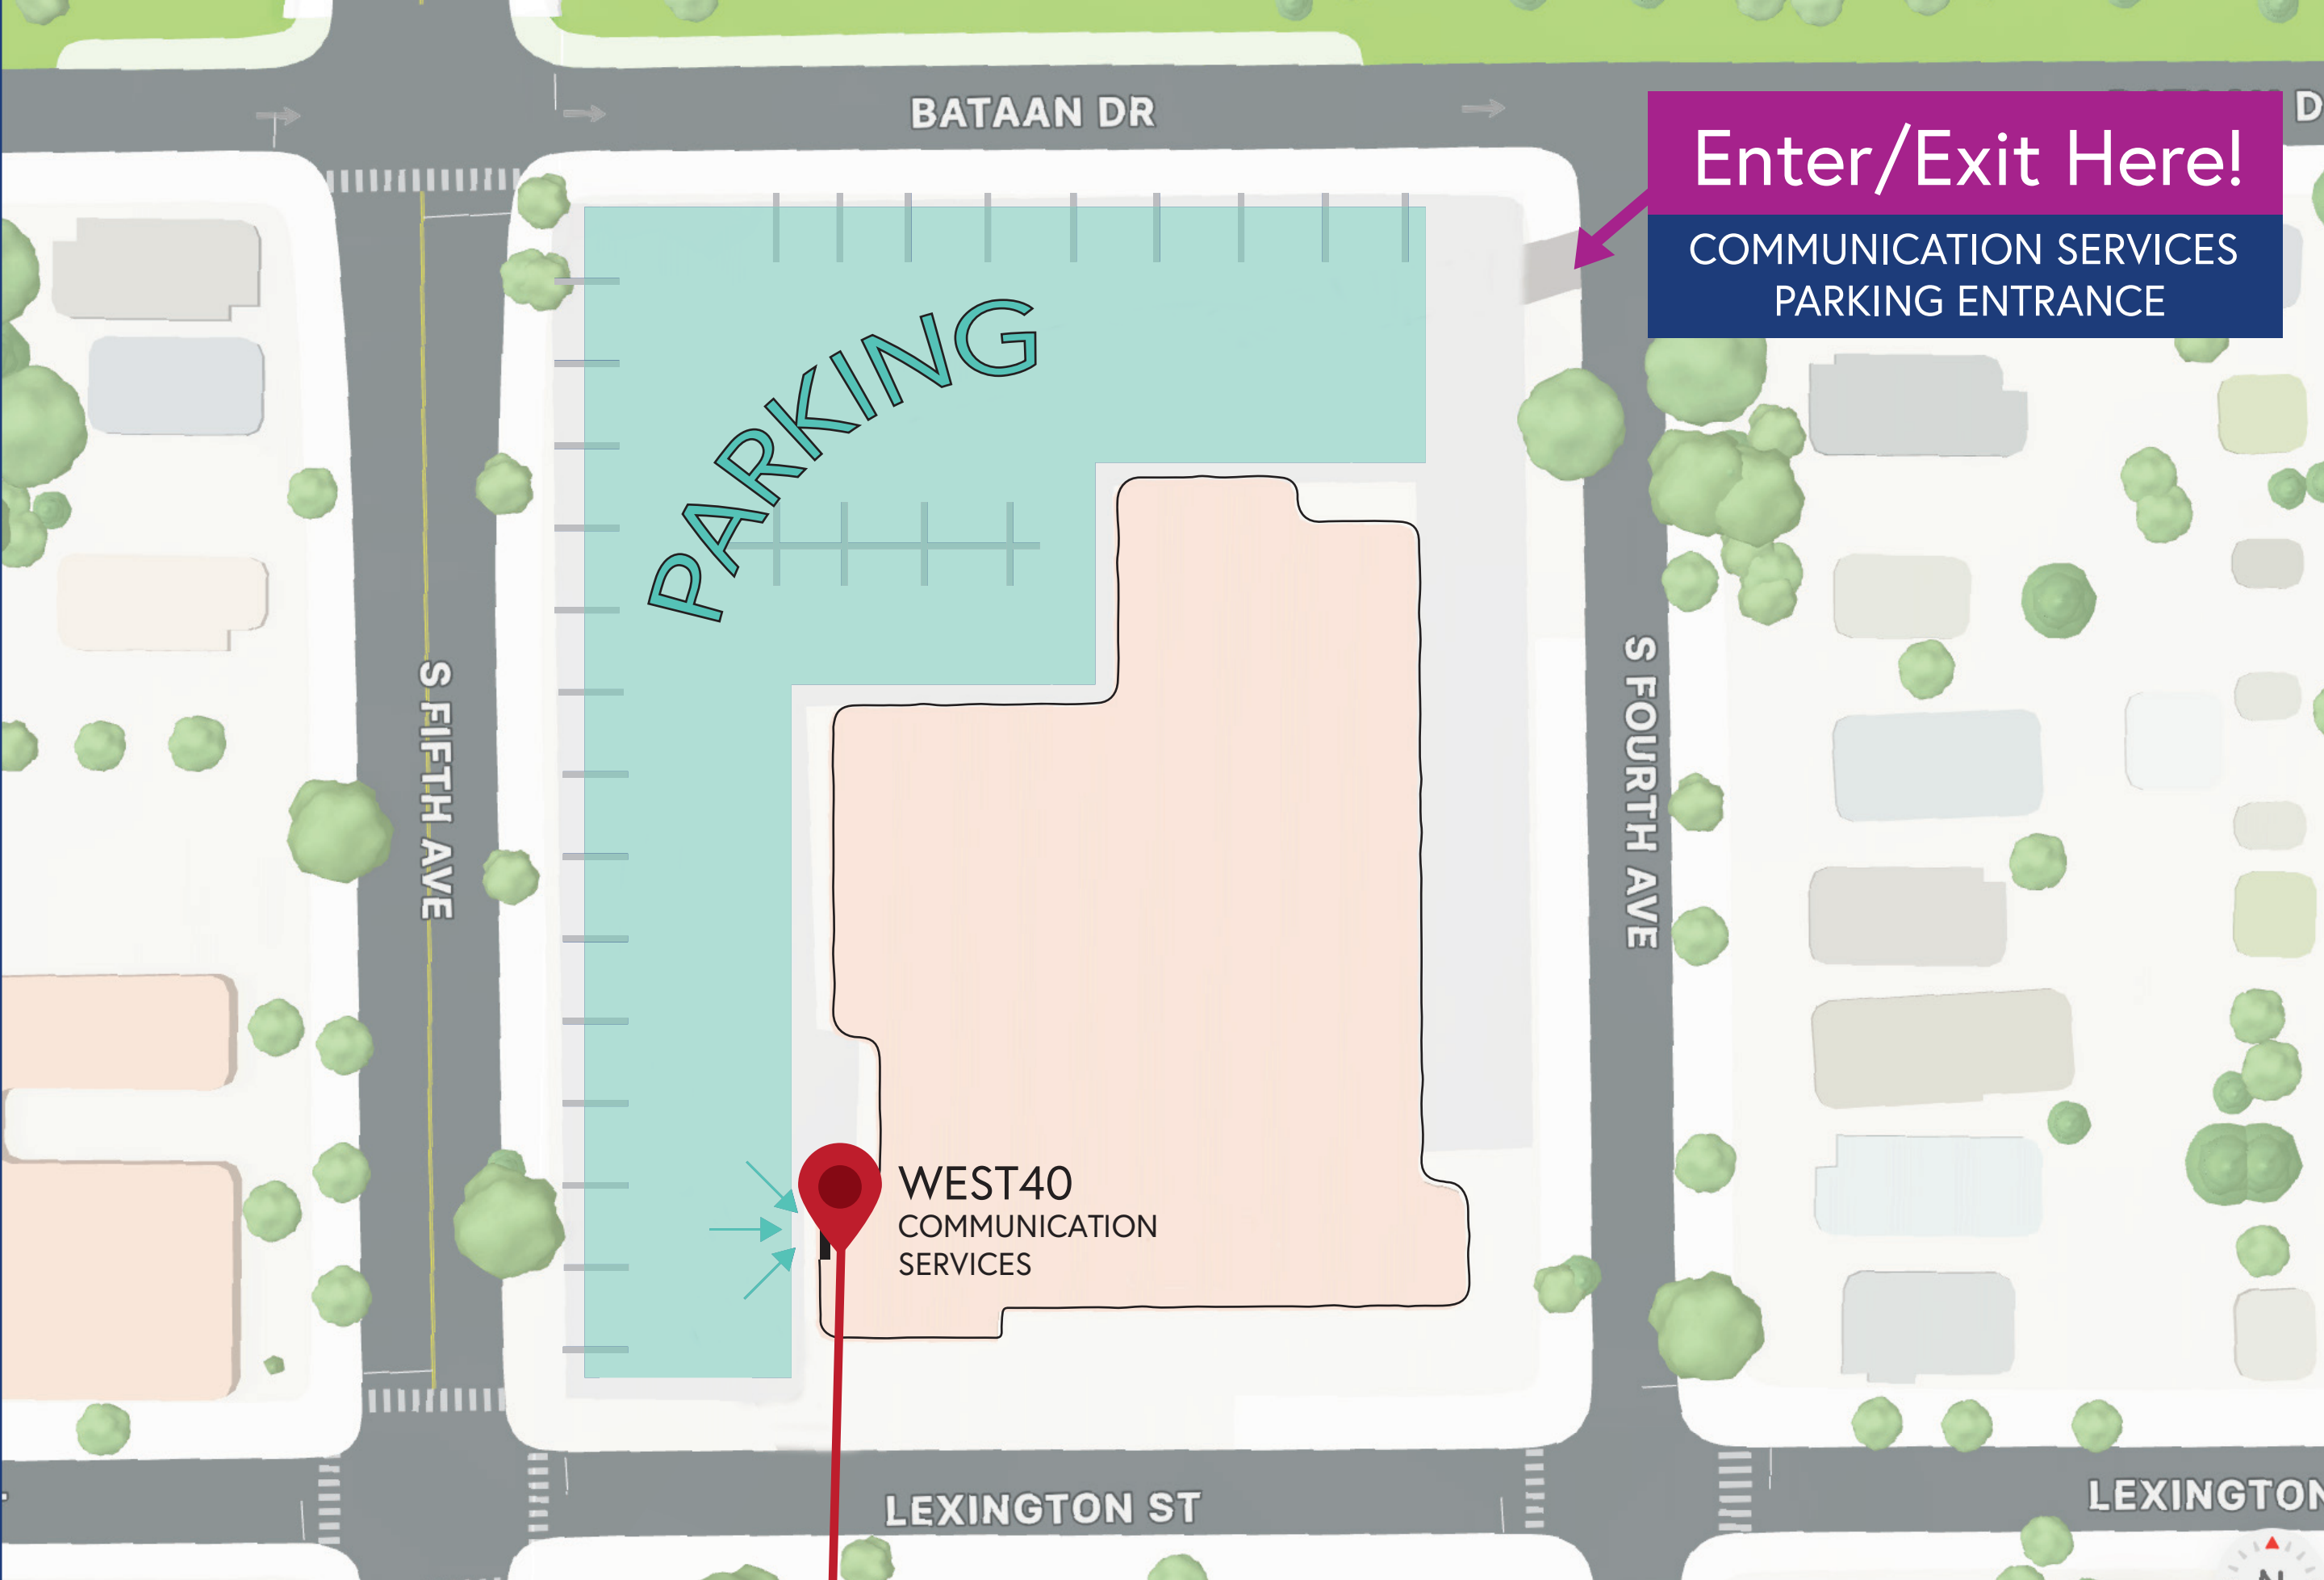 BATAAN DR
D
Enter/Exit Here!
COMMUNICATION SERVICES
PARKING ENTRANCE
PARKING
S FIFTH AVE
S FOURTH AVE
WEST40
COMMUNICATION
SERVICES
LEXINGTON ST
LEXINGTON
N